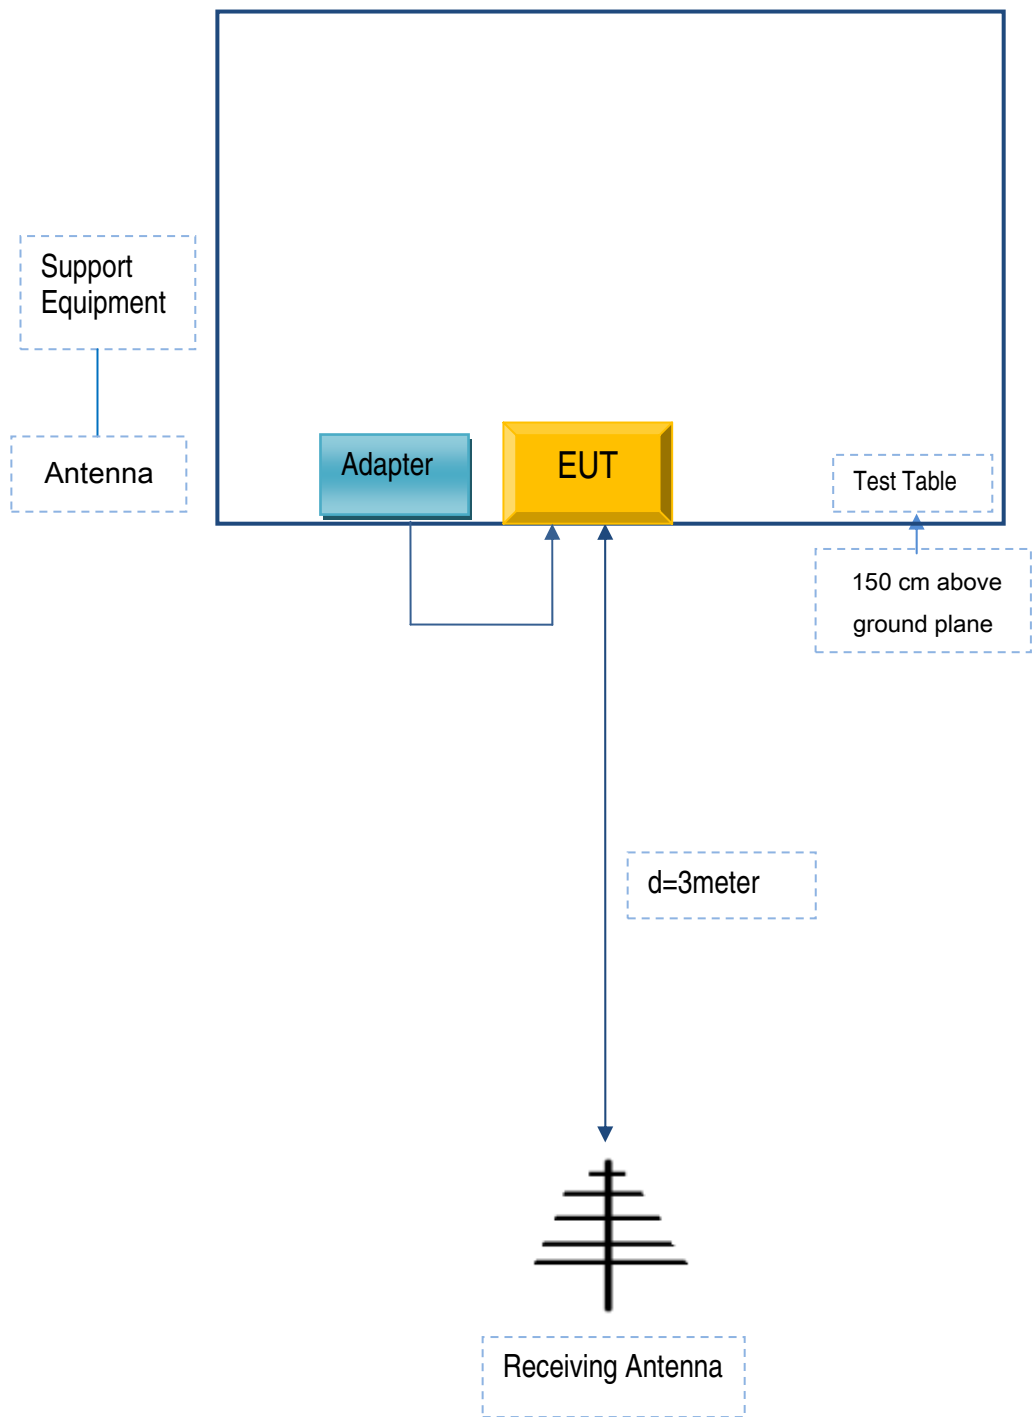 Support
Equipment
Antenna
Adapter
EUT
Test Table
150 cm above
ground plane
d=3meter
Receiving Antenna